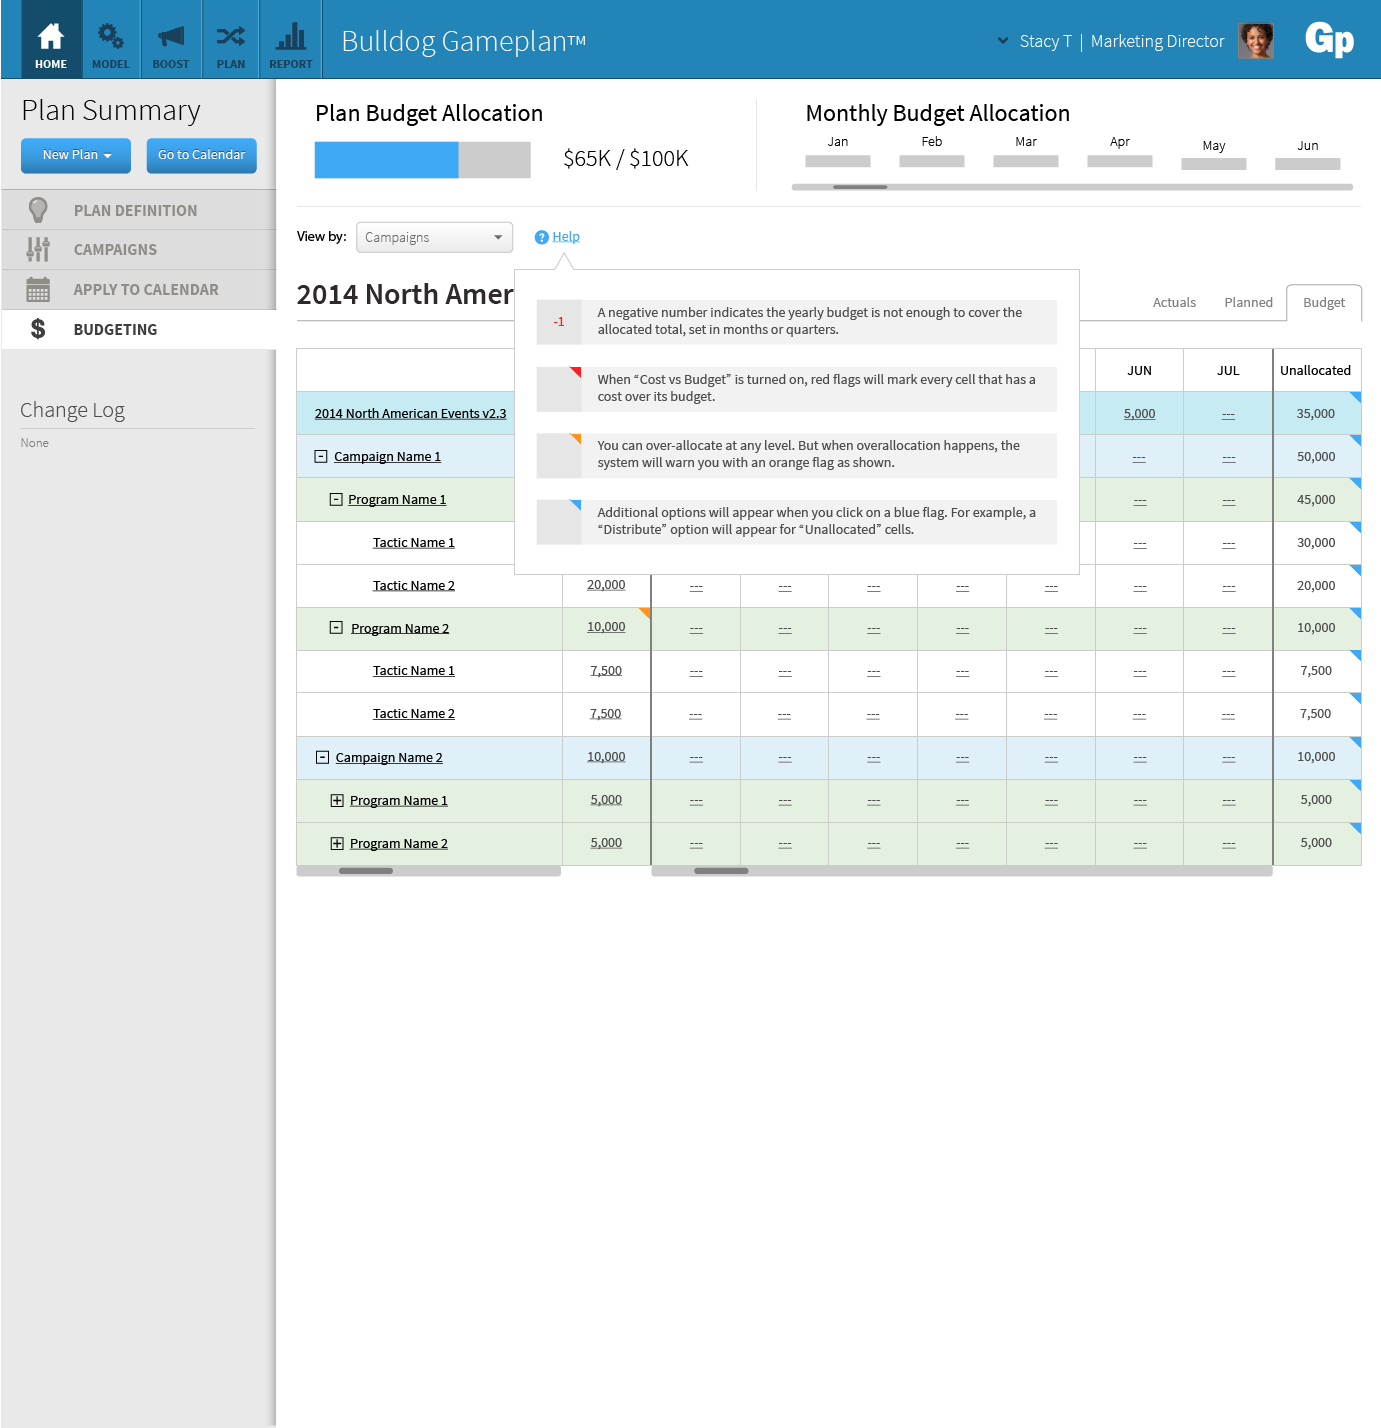 HOME
MODEL
BOOST
PLAN
REPORT
Bulldog Gameplan™
Stacy T | Marketing Director
Gp
Plan Summary
New Plan
Go to Calendar
PLAN DEFINITION
CAMPAIGNS
APPLY TO CALENDAR
$ BUDGETING
Change Log
None
Plan Budget Allocation
$65K / $100K
Monthly Budget Allocation
Jan Feb Mar Apr May Jun
View by: Campaigns ? Help
2014 North Amer
Actuals Planned Budget
-1 A negative number indicates the yearly budget is not enough to cover the
allocated total, set in months or quarters.
When “Cost vs Budget” is turned on, red flags will mark every cell that has a
cost over its budget.
You can over-allocate at any level. But when overallocation happens, the
system will warn you with an orange flag as shown.
Additional options will appear when you click on a blue flag. For example, a
“Distribute” option will appear for “Unallocated” cells.
JUN JUL Unallocated
2014 North American Events v2.3 5,000 --- 35,000
Campaign Name 1 --- --- 50,000
Program Name 1 --- --- 45,000
Tactic Name 1 --- --- 30,000
Tactic Name 2 20,000 --- --- --- --- --- --- --- 20,000
Program Name 2 10,000 --- --- --- --- --- --- --- 10,000
Tactic Name 1 7,500 --- --- --- --- --- --- --- 7,500
Tactic Name 2 7,500 --- --- --- --- --- --- --- 7,500
Campaign Name 2 10,000 --- --- --- --- --- --- --- 10,000
Program Name 1 5,000 --- --- --- --- --- --- --- 5,000
Program Name 2 5,000 --- --- --- --- --- --- --- 5,000